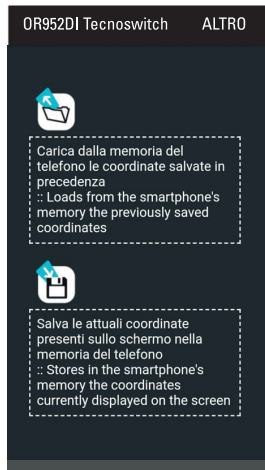 OR952DI Tecnoswitch ALTRO
Carica dalla memoria del
telefono le coordinate salvate in
precedenza
:: Loads from the smartphone's
memory the previously saved
coordinates
Salva le attuali coordinate
presenti sullo schermo nella
memoria del telefono
:: Stores in the smartphone's
memory the coordinates
currently displayed on the screen